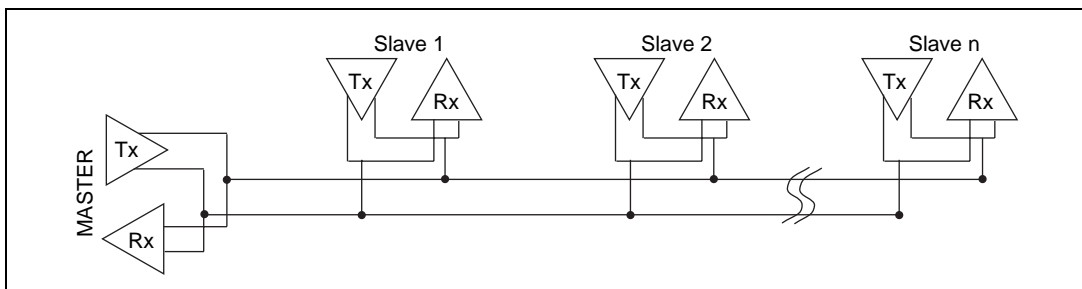 Slave 1
Slave 2
Slave n
Tx
Rx
Tx
Rx
Tx
Rx
MASTER
Tx
Rx